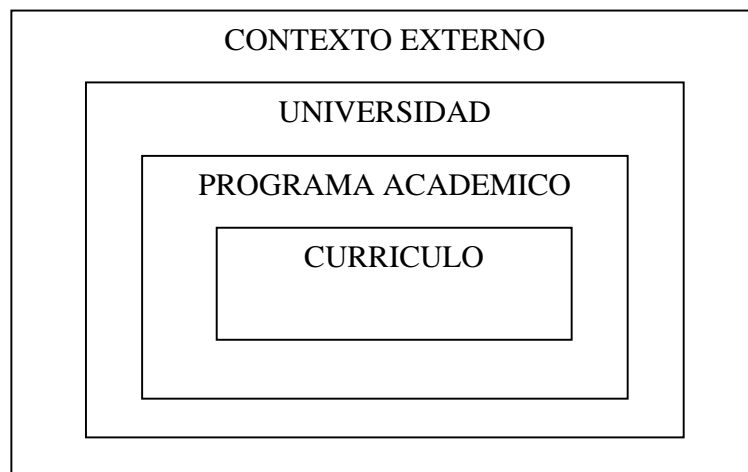 CONTEXTO EXTERNO
UNIVERSIDAD
PROGRAMA ACADEMICO
CURRICULO